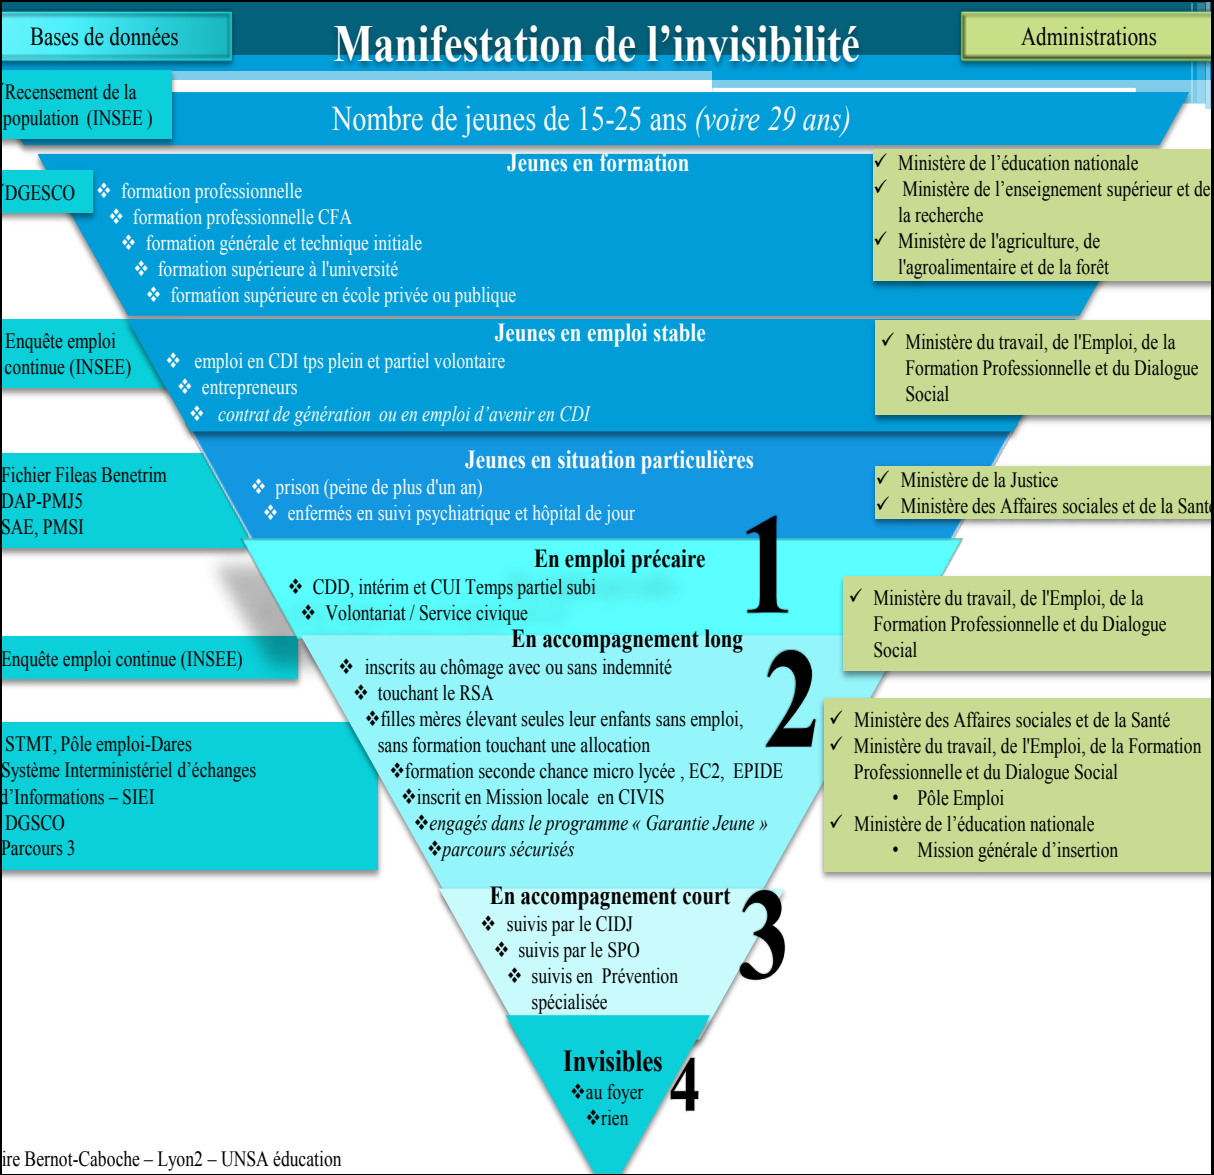 Bases de données
Manifestation de l’invisibilité
Administrations
Recensement de la
population (INSEE )
Nombre de jeunes de 15-25 ans (voire 29 ans)
Jeunes en formation
DGESCO
❖ formation professionnelle
❖ formation professionnelle CFA
❖ formation générale et technique initiale
❖ formation supérieure à l'université
❖ formation supérieure en école privée ou publique
✓ Ministère de l’éducation nationale
✓ Ministère de l’enseignement supérieur et de
la recherche
✓ Ministère de l'agriculture, de
l'agroalimentaire et de la forêt
Jeunes en emploi stable
Enquête emploi
continue (INSEE)
❖ emploi en CDI tps plein et partiel volontaire
❖ entrepreneurs
❖ contrat de génération ou en emploi d’avenir en CDI
✓ Ministère du travail, de l'Emploi, de la
Formation Professionnelle et du Dialogue
Social
Jeunes en situation particulières
Fichier Fileas Benetrim
DAP-PMJ5
SAE, PMSI
❖ prison (peine de plus d'un an)
❖ enfermés en suivi psychiatrique et hôpital de jour
✓ Ministère de la Justice
✓ Ministère des Affaires sociales et de la Santé
En emploi précaire
1
❖ CDD, intérim et CUI Temps partiel subi
❖ Volontariat / Service civique
✓ Ministère du travail, de l'Emploi, de la
Formation Professionnelle et du Dialogue
Social
En accompagnement long
2
Enquête emploi continue (INSEE)
❖ inscrits au chômage avec ou sans indemnité
❖ touchant le RSA
❖filles mères élevant seules leur enfants sans emploi,
sans formation touchant une allocation
❖formation seconde chance micro lycée , EC2, EPIDE
❖inscrit en Mission locale en CIVIS
❖engagés dans le programme « Garantie Jeune »
❖parcours sécurisés
STMT, Pôle emploi-Dares
Système Interministériel d’échanges
d’Informations – SIEI
DGSCO
Parcours 3
✓ Ministère des Affaires sociales et de la Santé
✓ Ministère du travail, de l'Emploi, de la Formation
Professionnelle et du Dialogue Social
• Pôle Emploi
✓ Ministère de l’éducation nationale
• Mission générale d’insertion
En accompagnement court
3
❖ suivis par le CIDJ
❖ suivis par le SPO
❖ suivis en Prévention
spécialisée
Invisibles
4
❖au foyer
❖rien
ire Bernot-Caboche – Lyon2 – UNSA éducation